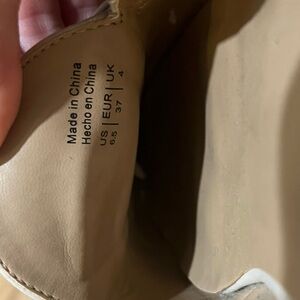 Made in China
Hecho en China
US | EUR | UK
6.5 | 37 | 4